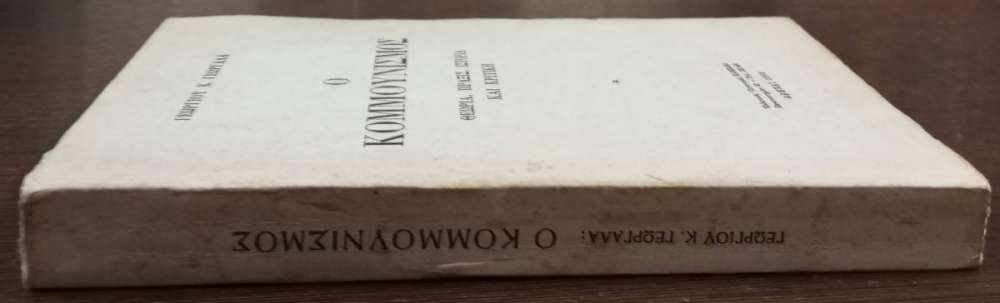 ΓΕΩΡΓΙΟΥ Κ. ΓΕΩΡΓΑΛΑ
Ο
ΚΟΜΜΟΥΝΙΣΜΟΣ
ΘΕΩΡΙΑ, ΠΡΑΞΙΣ, ΙΣΤΟΡΙΑ
ΚΑΙ ΚΡΙΤΙΚΗ
ΓΕΩΡΓΙΟΥ Κ. ΓΕΩΡΓΑΛΑ: Ο ΚΟΜΜΟΥΝΙΣΜΟΣ